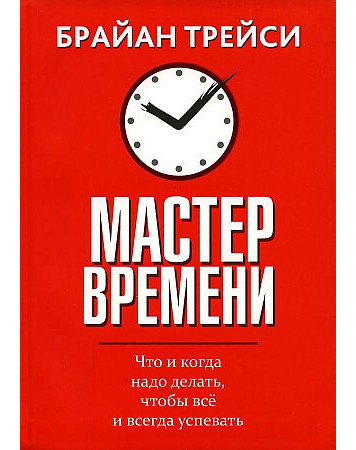 БРАЙАН ТРЕЙСИ
МАСТЕР
ВРЕМЕНИ
Что и когда
надо делать,
чтобы всё
и всегда успевать